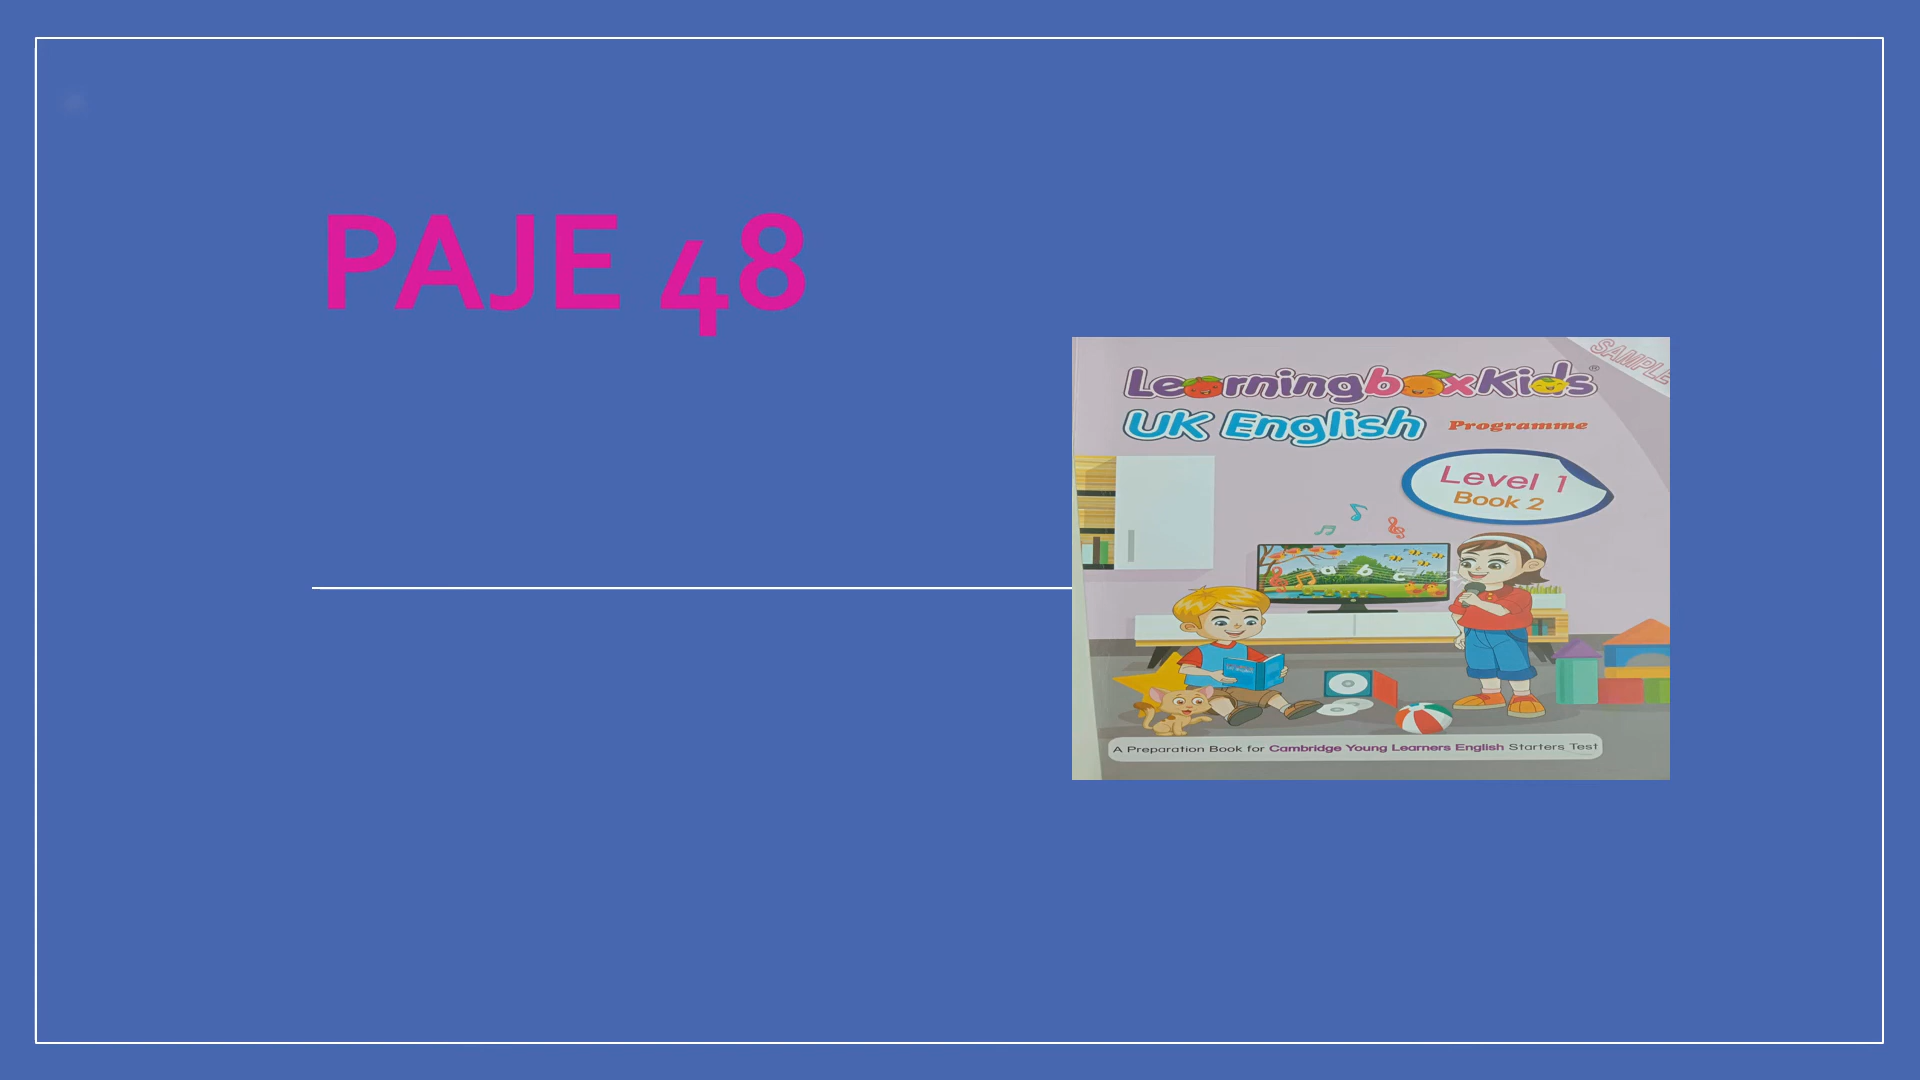 PAJE 48
SAMPLE
LearningboxKids®
UK English Programme
Level 1
Book 2
a b c
A Preparation Book for Cambridge Young Learners English Starters Test